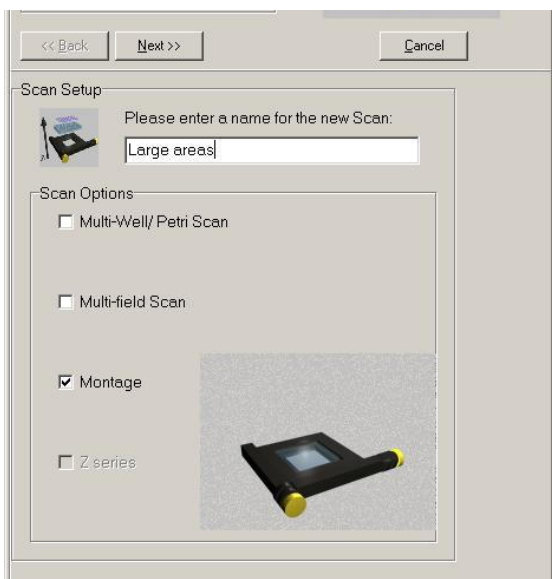 << Back Next >> Cancel
Scan Setup
Please enter a name for the new Scan:
Large areas
Scan Options
Multi-Well/ Petri Scan
Multi-field Scan
Montage
Z series